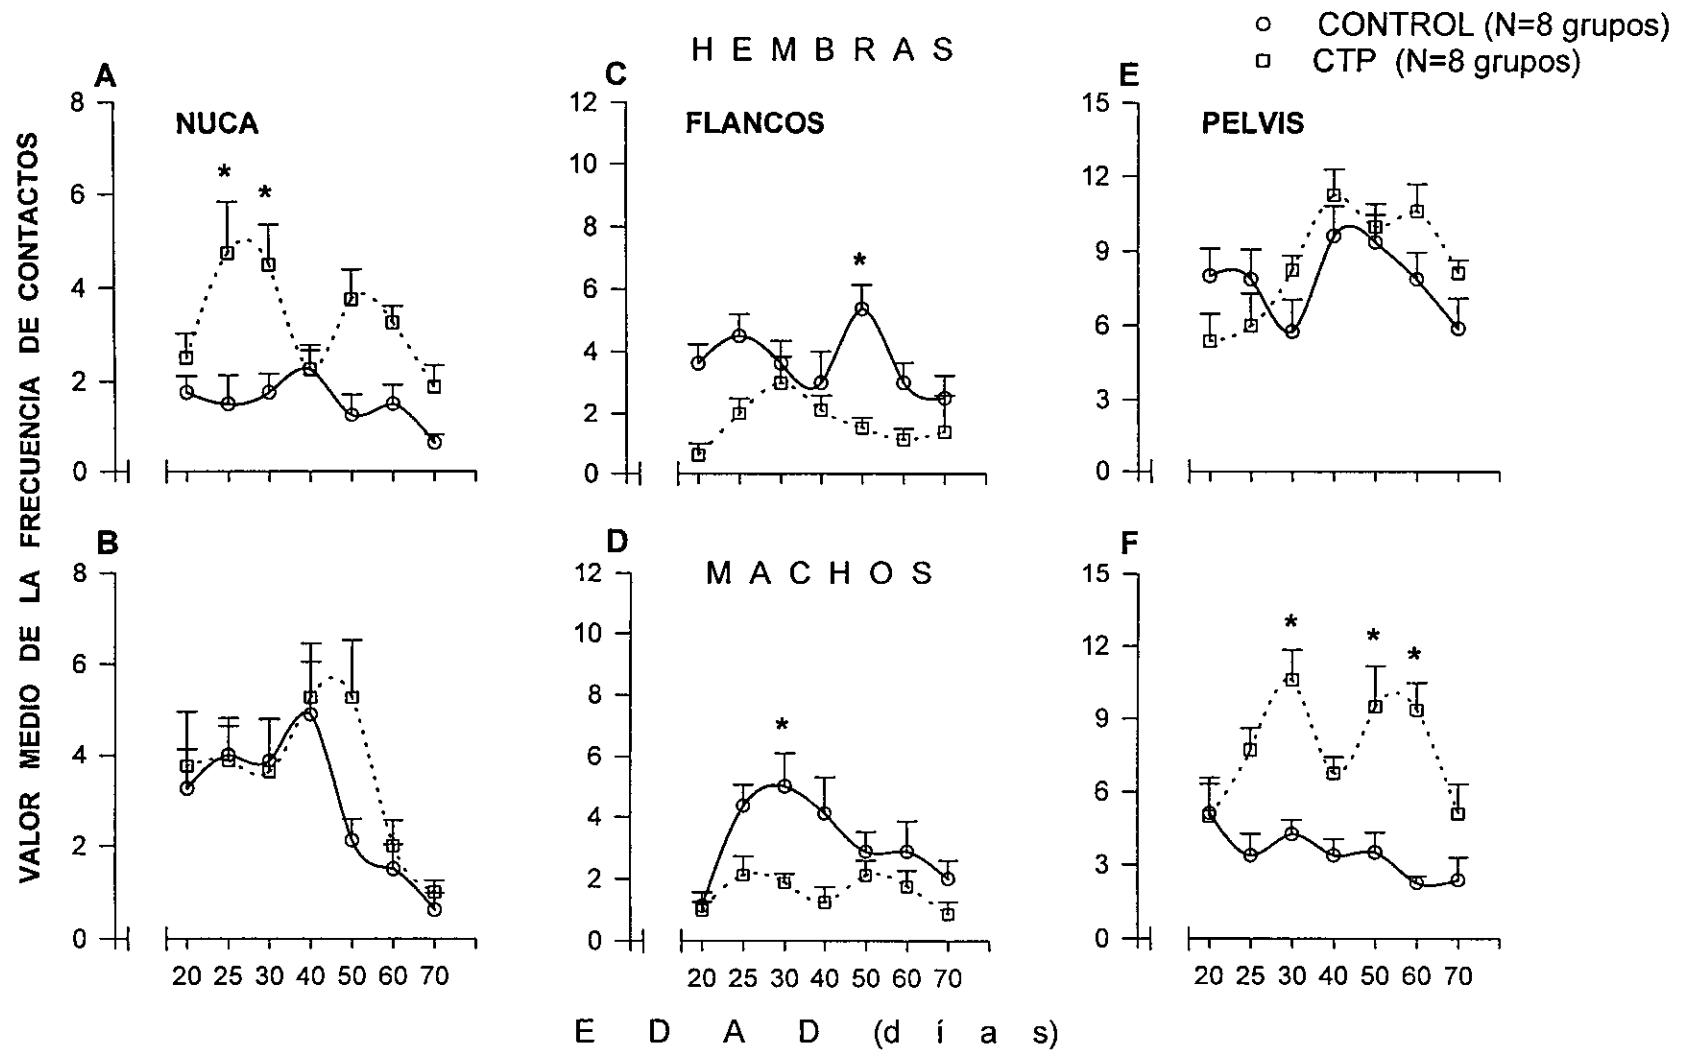 ○ CONTROL (N=8 grupos)
□ CTP (N=8 grupos)
H E M B R A S
VALOR MEDIO DE LA FRECUENCIA DE CONTACTOS
A
NUCA
8
6
4
2
0
* *
C
FLANCOS
12
10
8
6
4
2
0
*
E
PELVIS
15
12
9
6
3
0
B
8
6
4
2
0
20 25 30 40 50 60 70
D
M A C H O S
12
10
8
6
4
2
0
*
20 25 30 40 50 60 70
F
15
12
9
6
3
0
* * *
20 25 30 40 50 60 70
E D A D (d í a s)